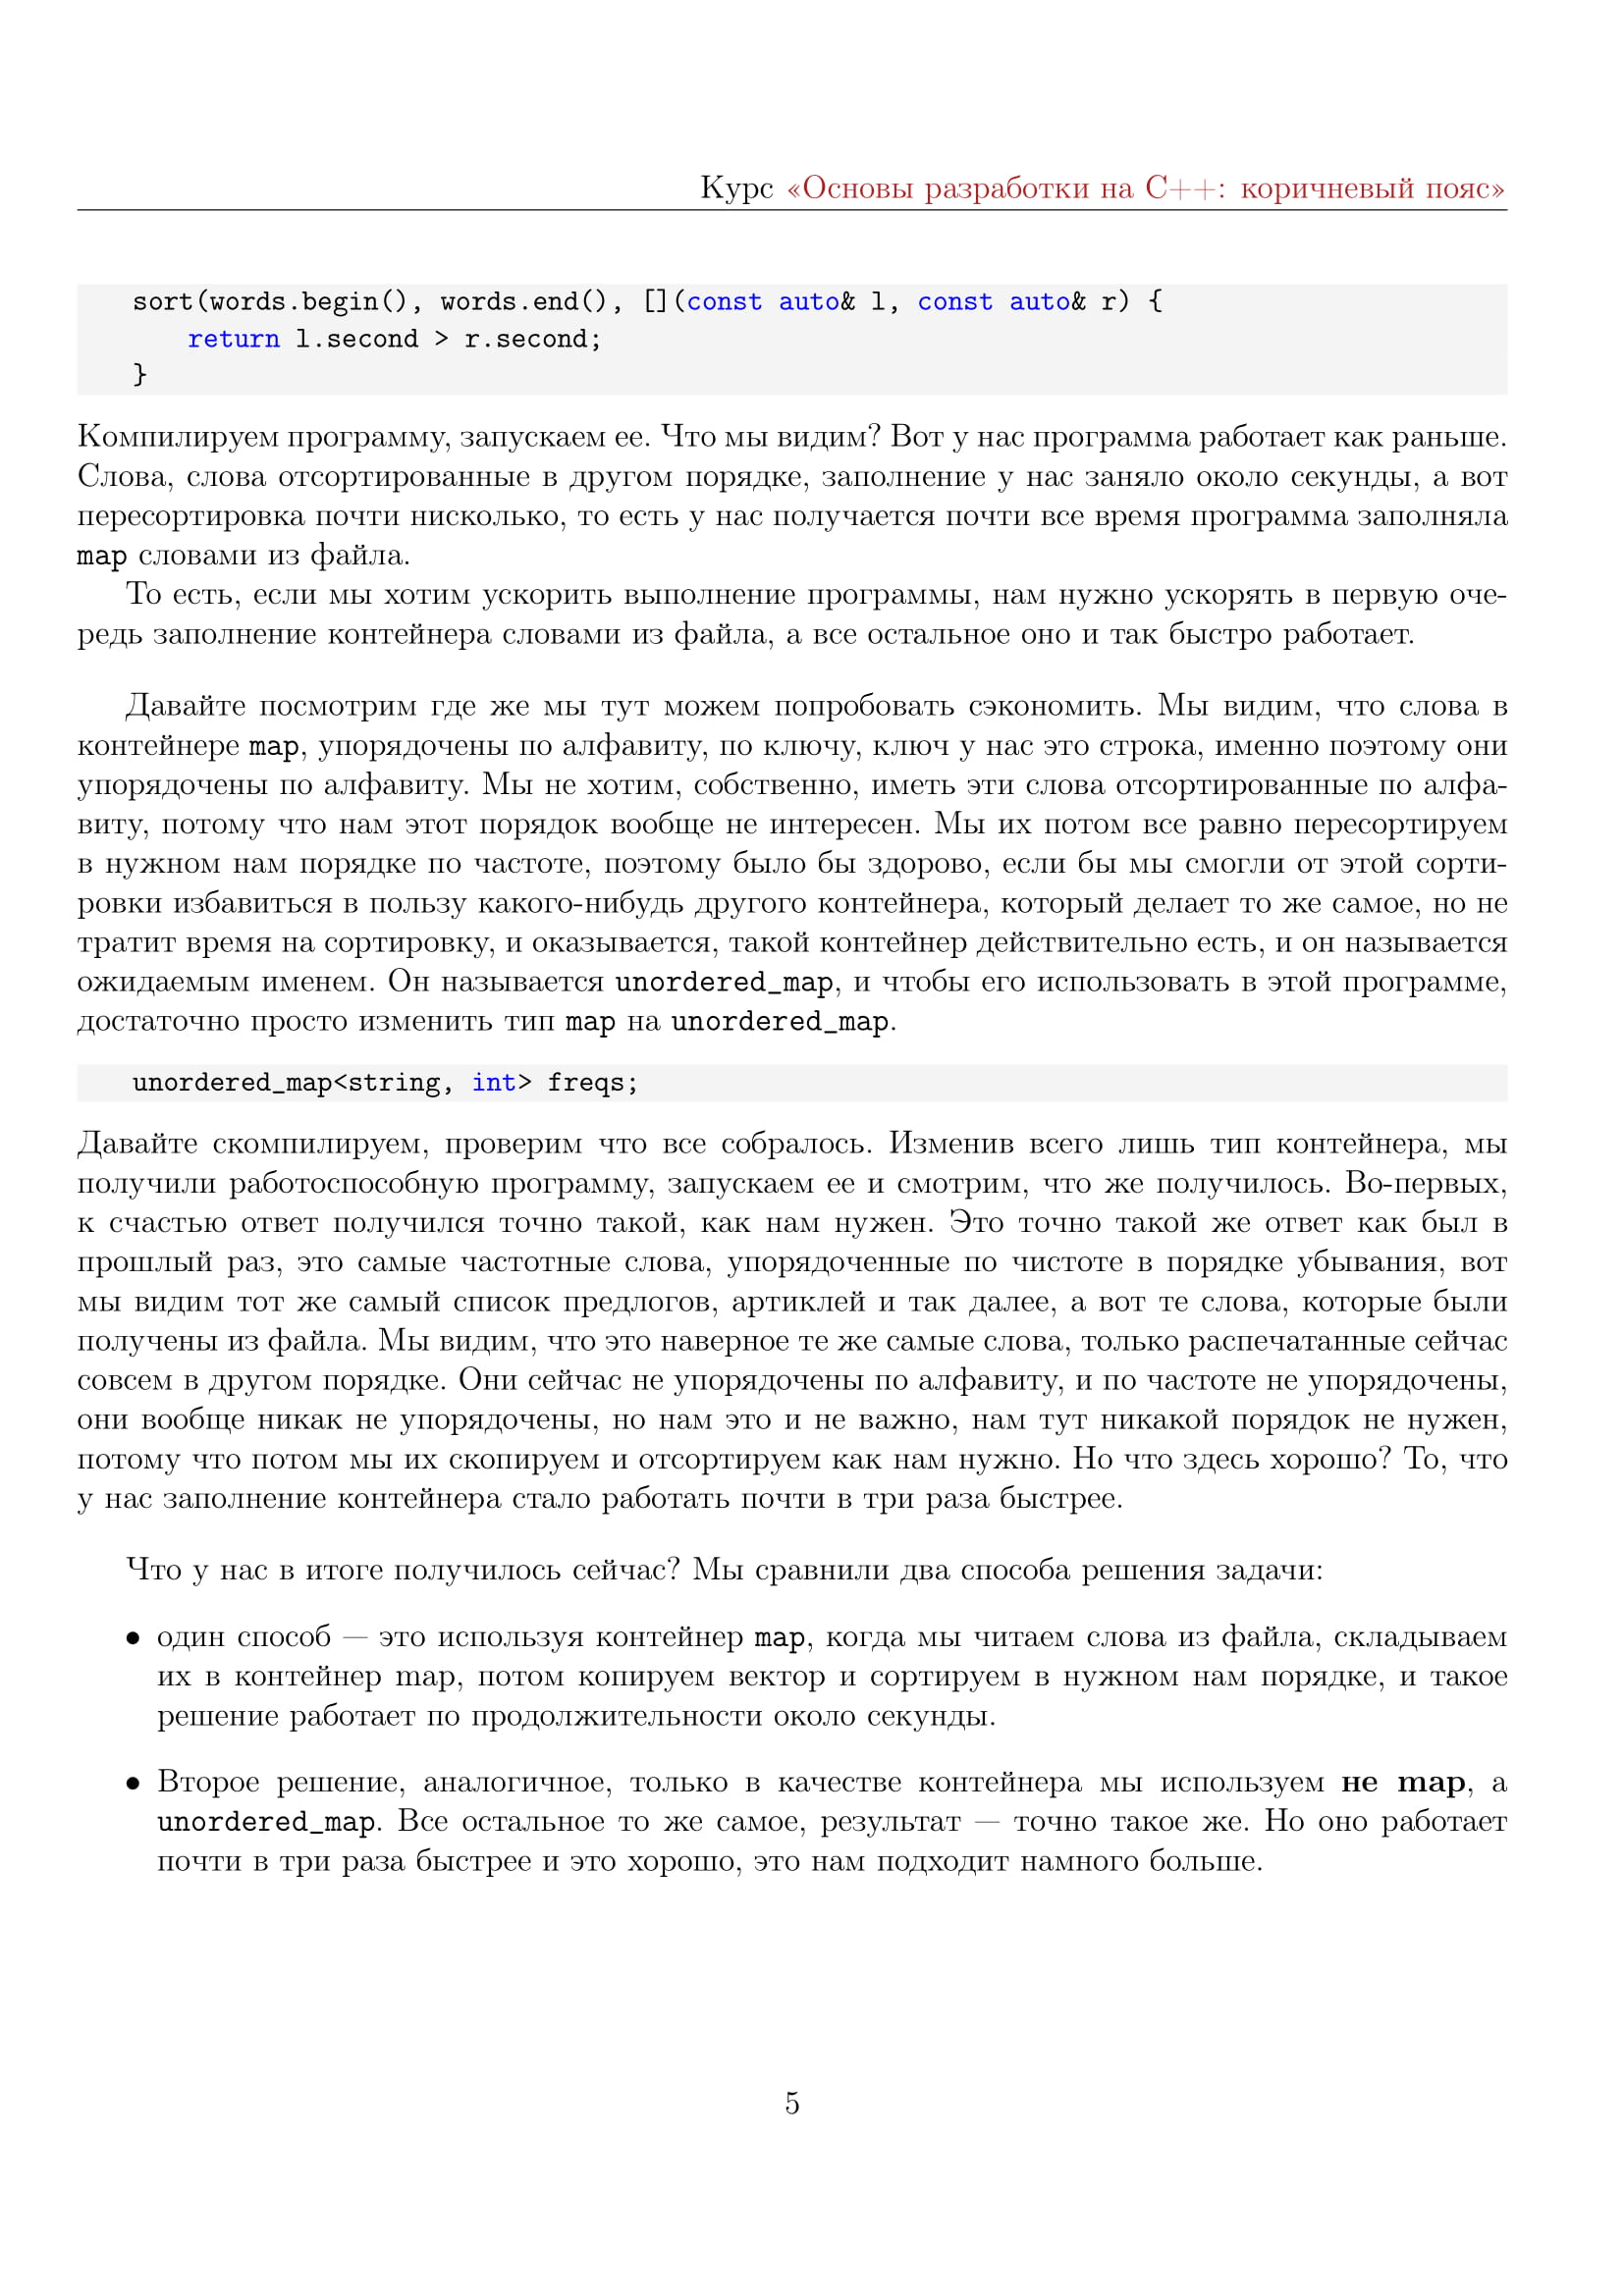 Курс «Основы разработки на C++: коричневый пояс»
sort(words.begin(), words.end(), [](const auto& l, const auto& r) {
return l.second > r.second;
}
Компилируем программу, запускаем ее. Что мы видим? Вот у нас программа работает как раньше.
Слова, слова отсортированные в другом порядке, заполнение у нас заняло около секунды, а вот
пересортировка почти нисколько, то есть у нас получается почти все время программа заполняла
map словами из файла.
То есть, если мы хотим ускорить выполнение программы, нам нужно ускорять в первую оче-
редь заполнение контейнера словами из файла, а все остальное оно и так быстро работает.
Давайте посмотрим где же мы тут можем попробовать сэкономить. Мы видим, что слова в
контейнере map, упорядочены по алфавиту, по ключу, ключ у нас это строка, именно поэтому они
упорядочены по алфавиту. Мы не хотим, собственно, иметь эти слова отсортированные по алфа-
виту, потому что нам этот порядок вообще не интересен. Мы их потом все равно пересортируем
в нужном нам порядке по частоте, поэтому было бы здорово, если бы мы смогли от этой сорти-
ровки избавиться в пользу какого-нибудь другого контейнера, который делает то же самое, но не
тратит время на сортировку, и оказывается, такой контейнер действительно есть, и он называется
ожидаемым именем. Он называется unordered_map, и чтобы его использовать в этой программе,
достаточно просто изменить тип map на unordered_map.
unordered_map<string, int> freqs;
Давайте скомпилируем, проверим что все собралось. Изменив всего лишь тип контейнера, мы
получили работоспособную программу, запускаем ее и смотрим, что же получилось. Во-первых,
к счастью ответ получился точно такой, как нам нужен. Это точно такой же ответ как был в
прошлый раз, это самые частотные слова, упорядоченные по чистоте в порядке убывания, вот
мы видим тот же самый список предлогов, артиклей и так далее, а вот те слова, которые были
получены из файла. Мы видим, что это наверное те же самые слова, только распечатанные сейчас
совсем в другом порядке. Они сейчас не упорядочены по алфавиту, и по частоте не упорядочены,
они вообще никак не упорядочены, но нам это и не важно, нам тут никакой порядок не нужен,
потому что потом мы их скопируем и отсортируем как нам нужно. Но что здесь хорошо? То, что
у нас заполнение контейнера стало работать почти в три раза быстрее.
Что у нас в итоге получилось сейчас? Мы сравнили два способа решения задачи:
• один способ — это используя контейнер map, когда мы читаем слова из файла, складываем
их в контейнер map, потом копируем вектор и сортируем в нужном нам порядке, и такое
решение работает по продолжительности около секунды.
• Второе решение, аналогичное, только в качестве контейнера мы используем не map, а
unordered_map. Все остальное то же самое, результат — точно такое же. Но оно работает
почти в три раза быстрее и это хорошо, это нам подходит намного больше.
5